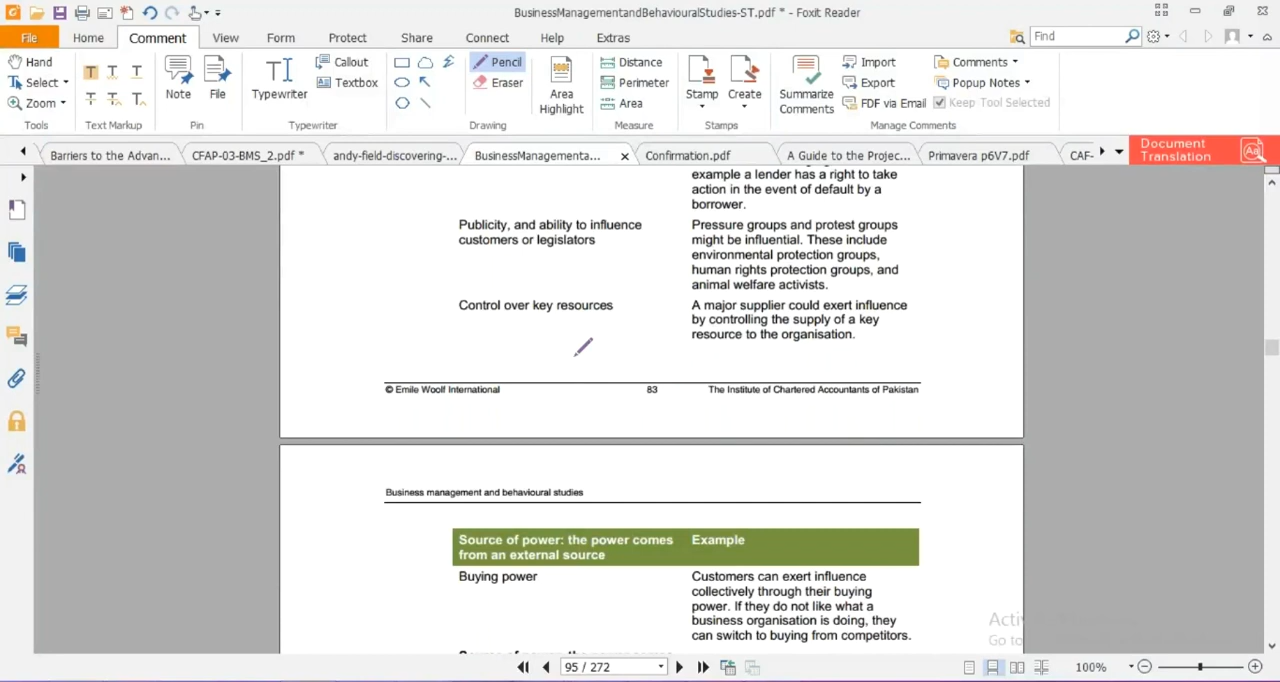 BusinessManagementandBehaviouralStudies-ST.pdf * - Foxit Reader
File Home Comment View Form Protect Share Connect Help Extras
Find
Hand
Select
Zoom
Tools
Text Markup
Note
File
Pin
Typewriter
Callout
Textbox
Typewriter
Pencil
Eraser
Drawing
Area
Highlight
Distance
Perimeter
Area
Measure
Stamp
Create
Stamps
Summarize
Comments
Import
Export
FDF via Email
Comments
Popup Notes
Keep Tool Selected
Manage Comments
Barriers to the Advan...
CFAP-03-BMS_2.pdf *
andy-field-discovering-...
BusinessManagementa...
Confirmation.pdf
A Guide to the Projec...
Primavera p6V7.pdf
CAF-
Document
Translation
example a lender has a right to take
action in the event of default by a
borrower.
Publicity, and ability to influence
customers or legislators
Pressure groups and protest groups
might be influential. These include
environmental protection groups,
human rights protection groups, and
animal welfare activists.
Control over key resources
A major supplier could exert influence
by controlling the supply of a key
resource to the organisation.
© Emile Woolf International 83 The Institute of Chartered Accountants of Pakistan
Business management and behavioural studies
Source of power: the power comes
from an external source
Example
Buying power
Customers can exert influence
collectively through their buying
power. If they do not like what a
business organisation is doing, they
can switch to buying from competitors.
Go to
95 / 272
100%